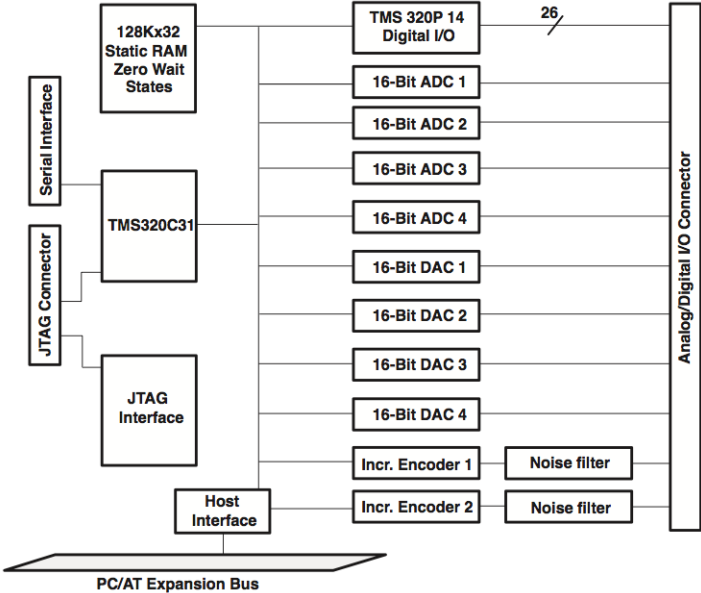 128Kx32
Static RAM
Zero Wait
States
TMS 320P 14
Digital I/O
26
16-Bit ADC 1
16-Bit ADC 2
16-Bit ADC 3
16-Bit ADC 4
16-Bit DAC 1
16-Bit DAC 2
16-Bit DAC 3
16-Bit DAC 4
Incr. Encoder 1
Noise filter
Incr. Encoder 2
Noise filter
Analog/Digital I/O Connector
Serial Interface
TMS320C31
JTAG Connector
JTAG
Interface
Host
Interface
PC/AT Expansion Bus